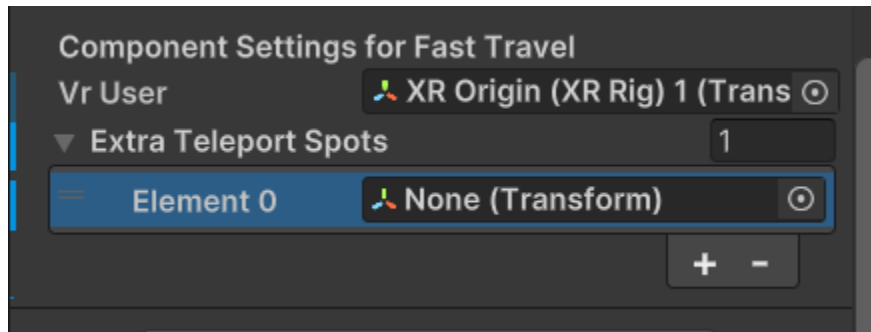 Component Settings for Fast Travel
Vr User XR Origin (XR Rig) 1 (Trans
Extra Teleport Spots 1
Element 0 None (Transform)
+ -